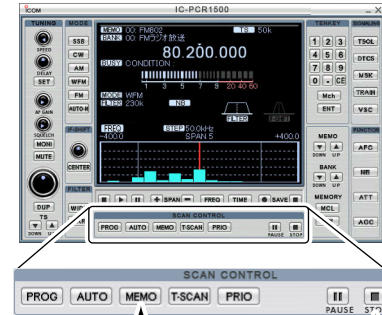 iCOM IC-PCR1500
TUNING MODE TENKEY SIGNALING
MEMO 00: FM802 TS 50k
BANK 00: FMラジオ放送
80.200.000
BUSY CONDITION :
1 3 5 7 9 20 40 60
MODE WFM
FILTER 230k NB
FILTER
FREQ STEP 50.0kHz
-400.0 SPAN 5 +400.0
SPEED
DELAY
SET
AF GAIN
SQUELCH
MONI
MUTE
DUP
TS
DOWN UP
SSB
CW
AM
WFM
FM
AUTO-M
IF-SHIFT
CENTER
FILTER
1 2 3
4 5 6
7 8 9
0 . CE
Mch
ENT
MEMO
DOWN UP
BANK
DOWN UP
MEMORY
MCL
TSQL
DTCS
MSK
TRAIN
VSC
FUNCTION
AFC
NB
ATT
AGC
+ SPAN − FREQ TIME SAVE
SCAN CONTROL
PROG AUTO MEMO T-SCAN PRIO
PAUSE STOP
SCAN CONTROL
PROG AUTO MEMO T-SCAN PRIO
PAUSE